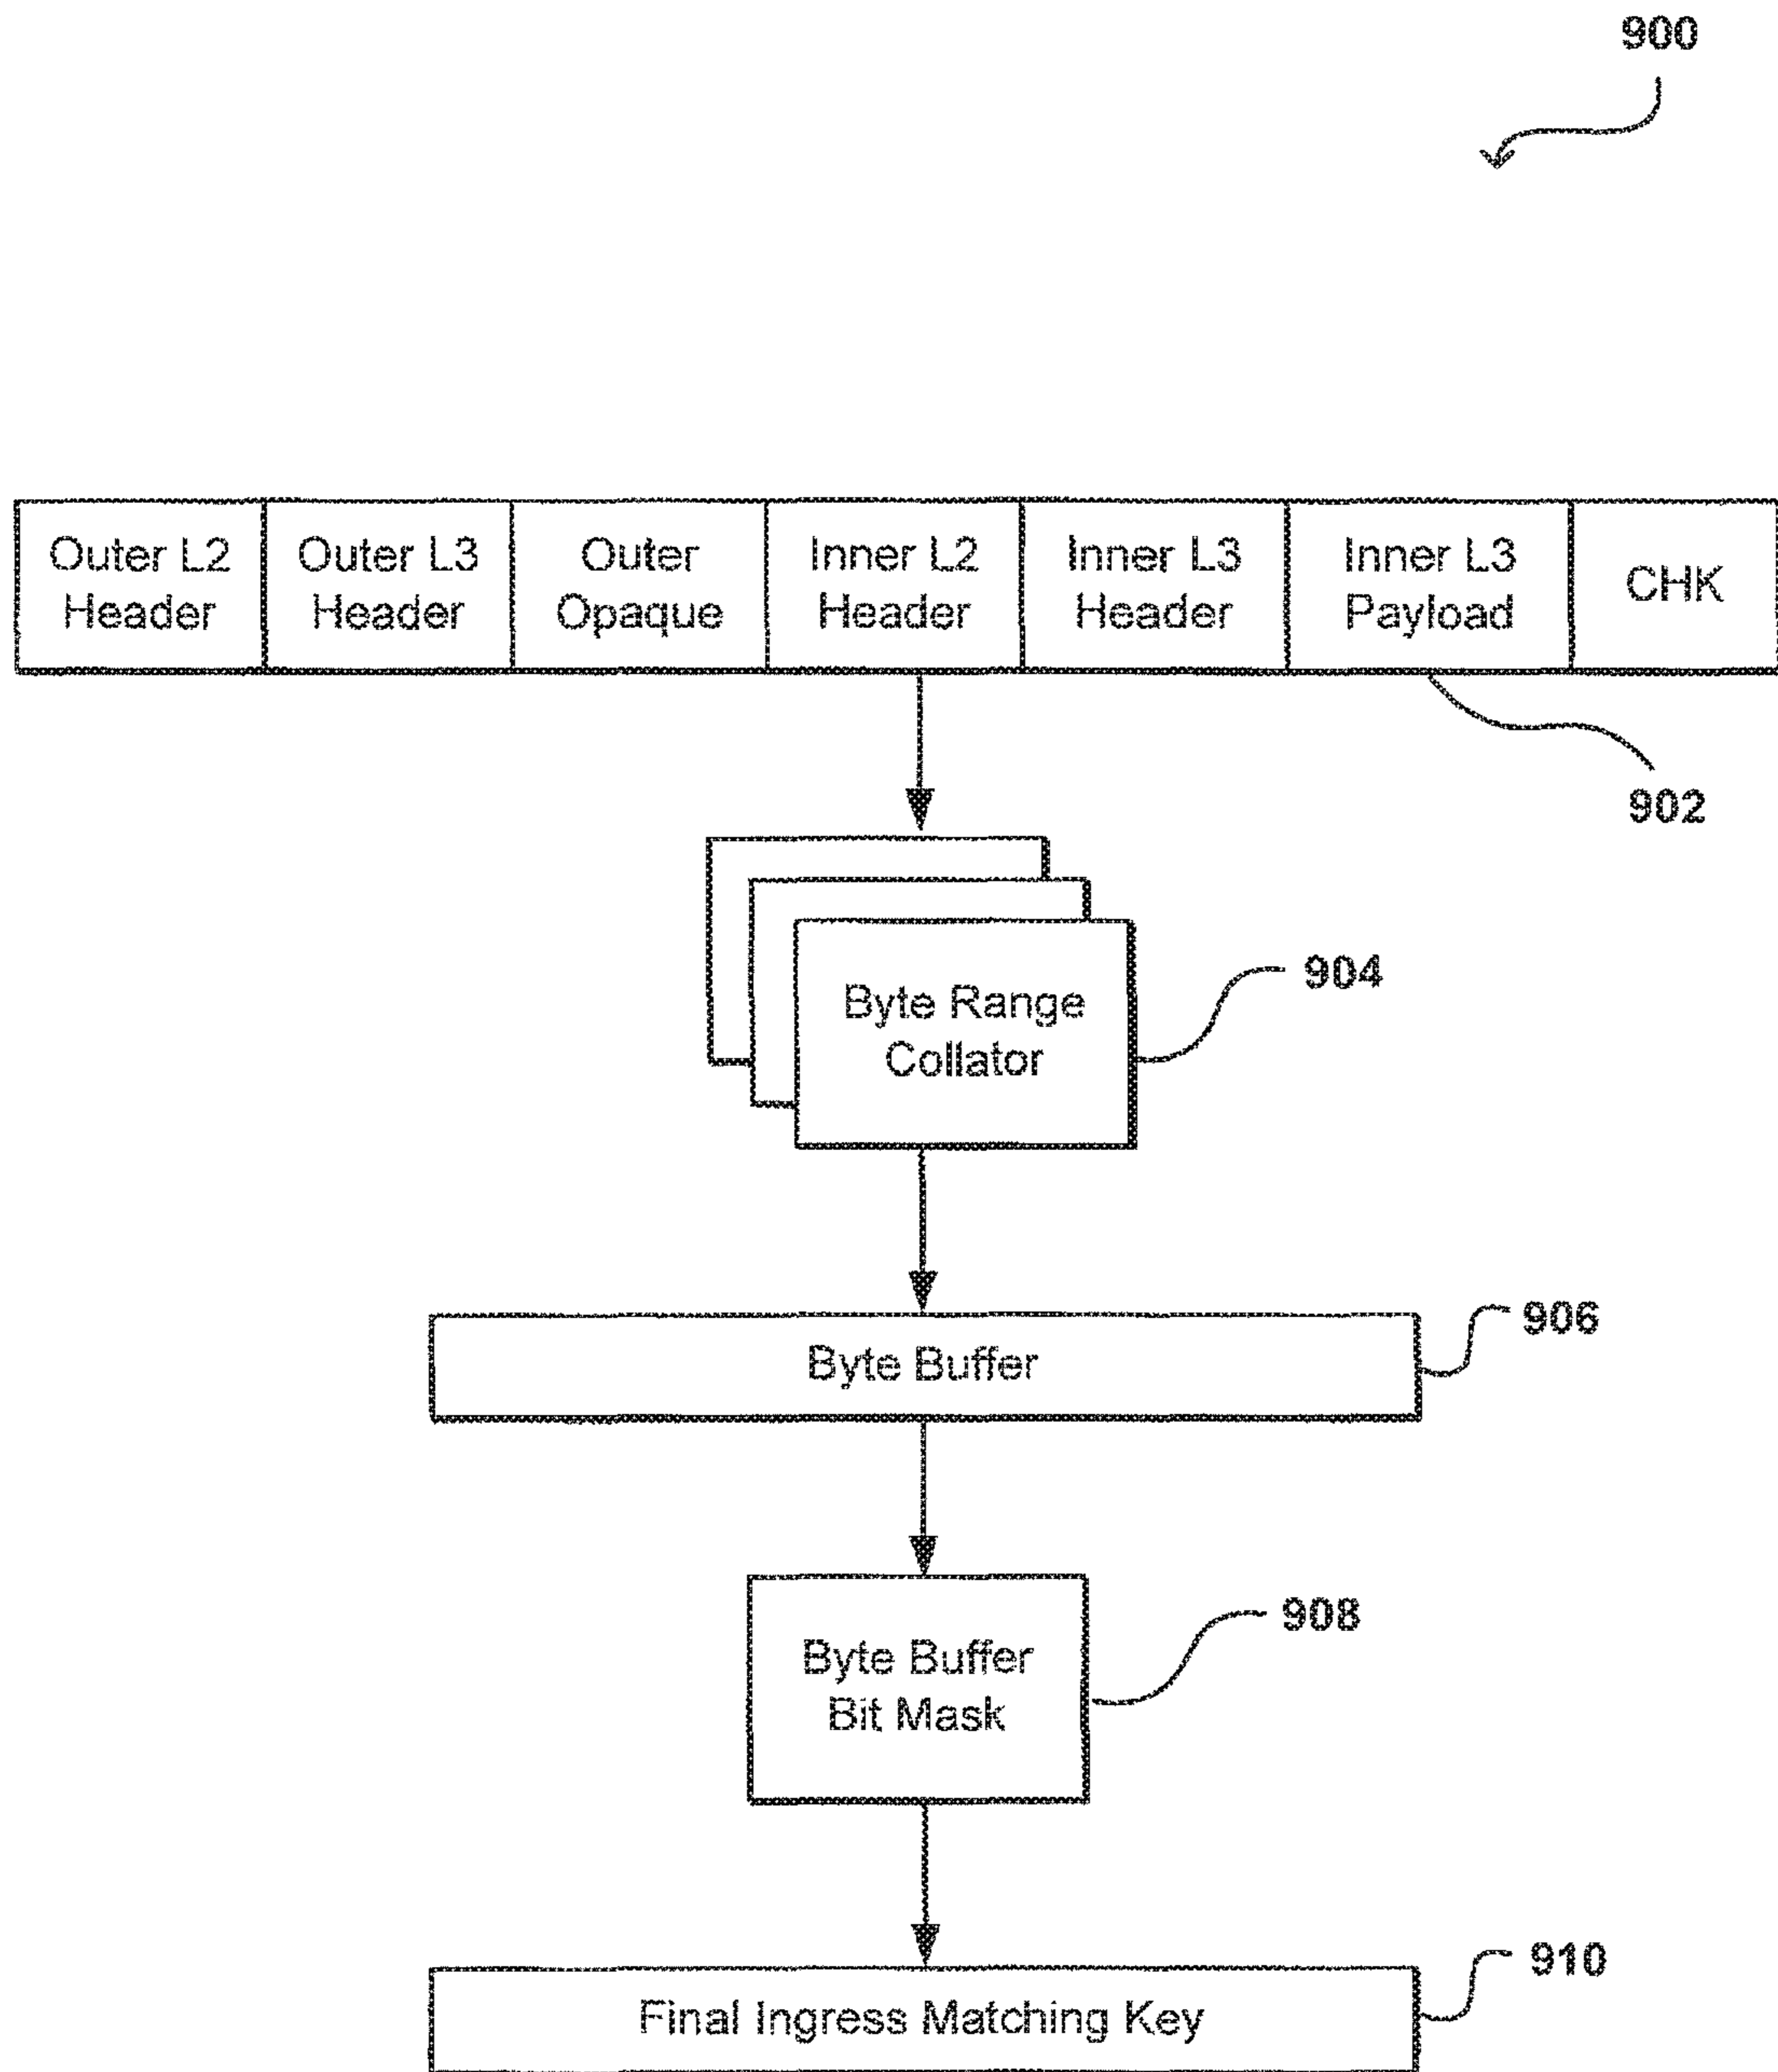 900
Outer L2 Header
Outer L3 Header
Outer Opaque
Inner L2 Header
Inner L3 Header
Inner L3 Payload
CHK
902
Byte Range
Collator
904
Byte Buffer
906
Byte Buffer
Bit Mask
908
Final Ingress Matching Key
910